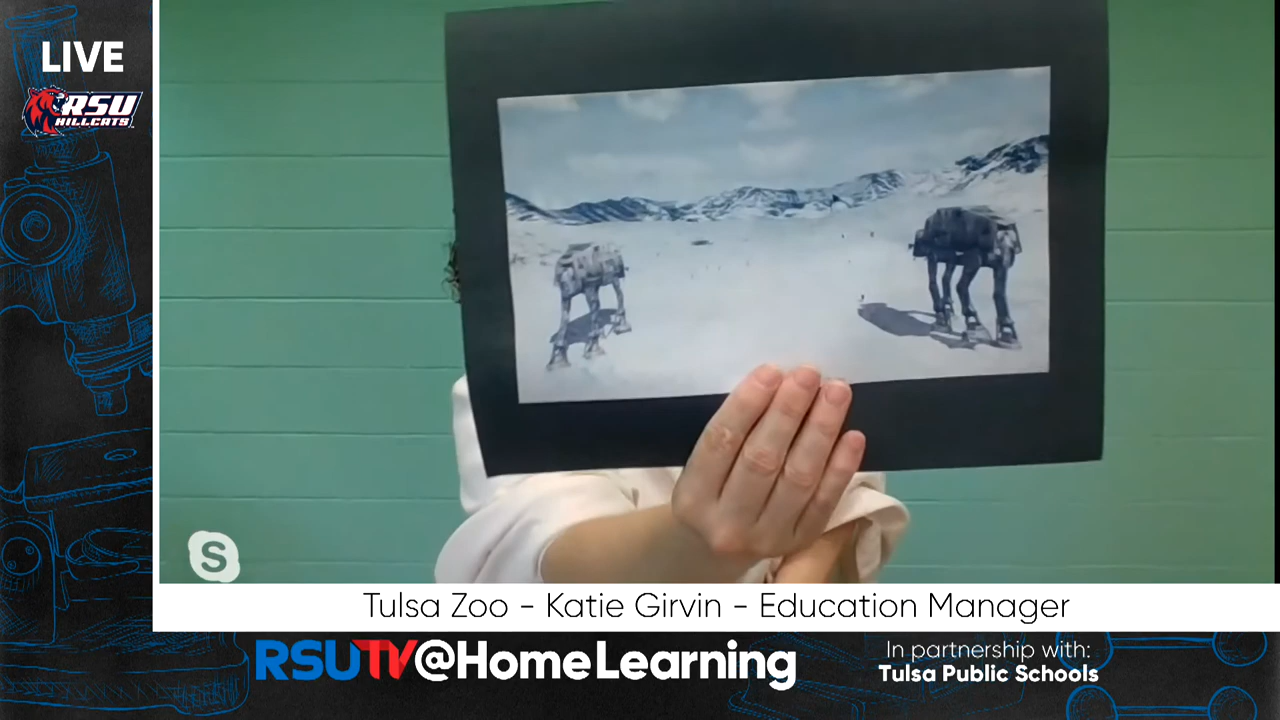 LIVE
RSU
HILLCATS
S
Tulsa Zoo - Katie Girvin - Education Manager
RSUTV@HomeLearning
In partnership with:
Tulsa Public Schools